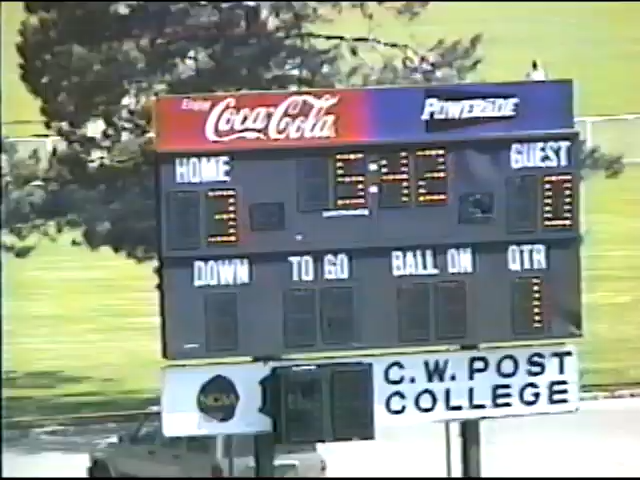 Enjoy
Coca-Cola
POWERADE
HOME 5:42 GUEST
3 0
DOWN TO GO BALL ON QTR
1
NCAA
C.W. POST
COLLEGE